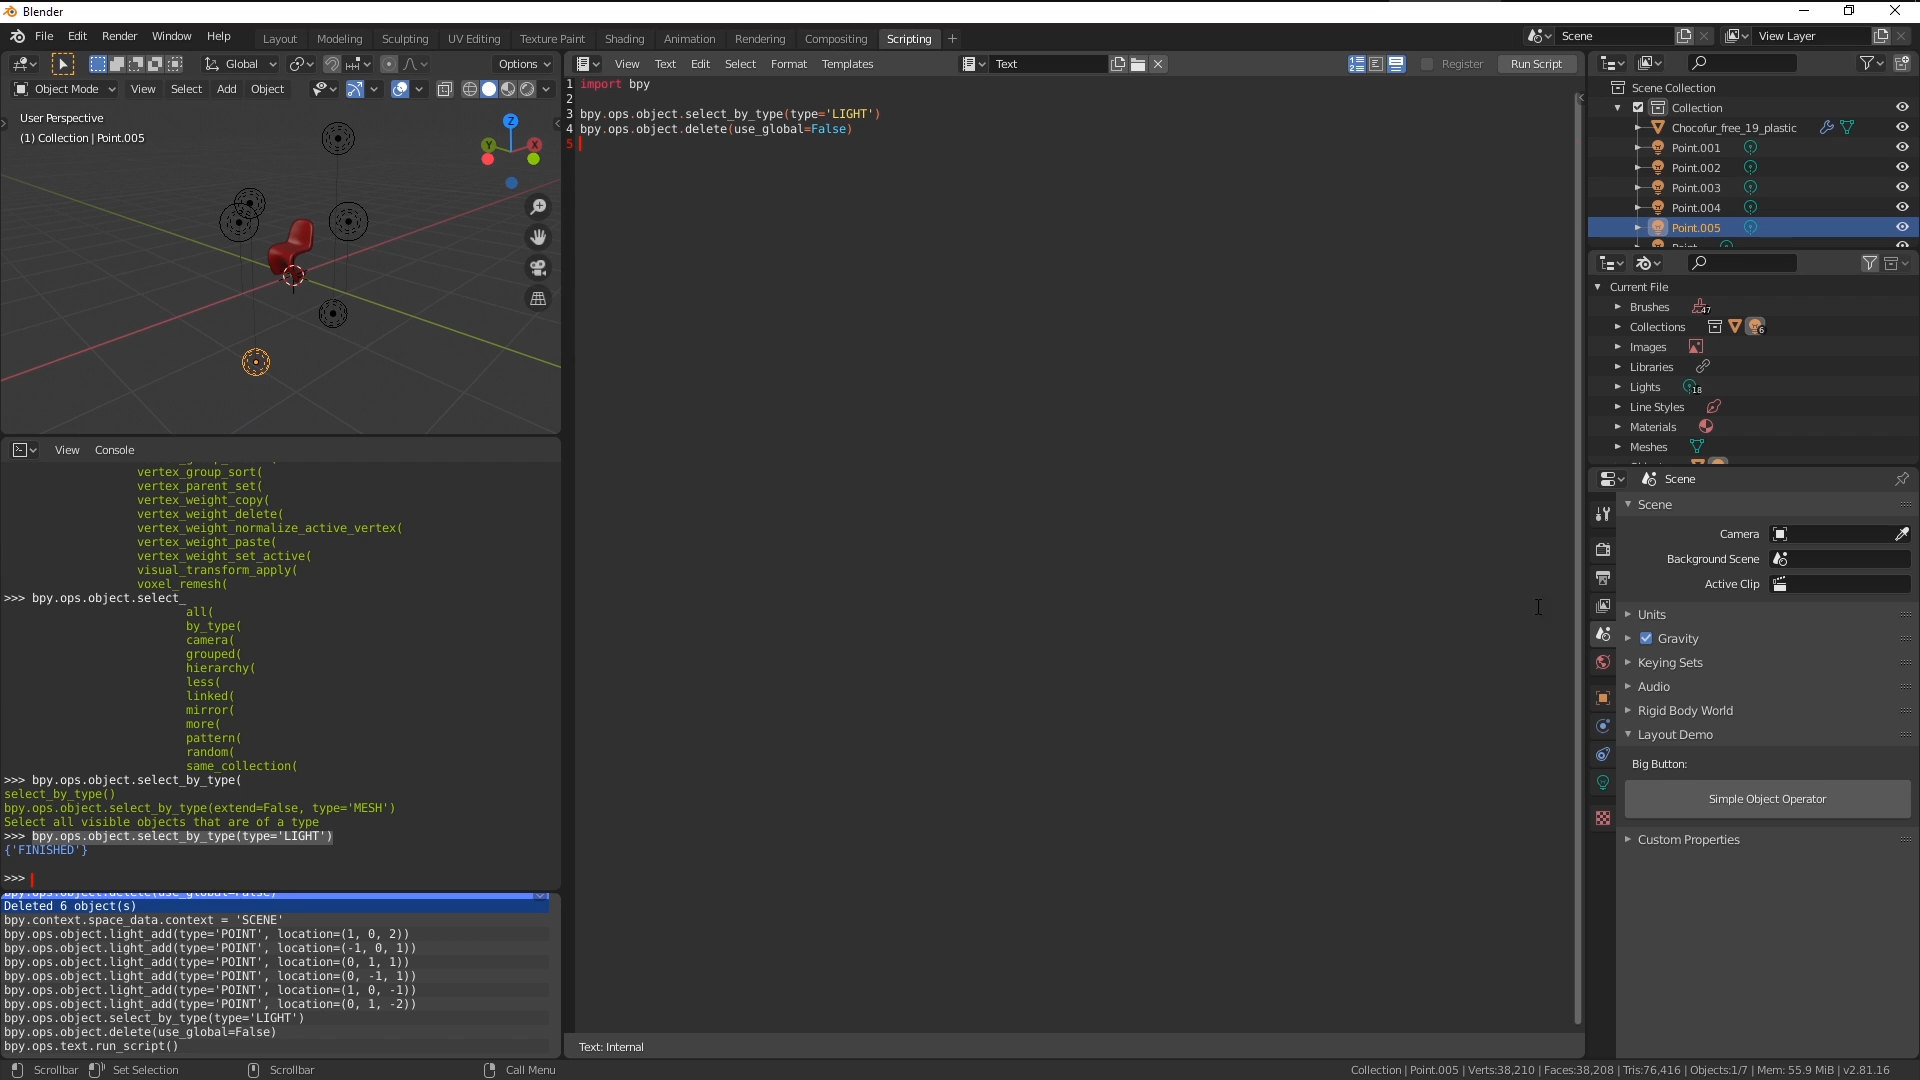 Blender
File Edit Render Window Help
Layout Modeling Sculpting UV Editing Texture Paint Shading Animation Rendering Compositing Scripting +
Scene
View Layer
Global
Options
View Text Edit Select Format Templates
Text
Register
Run Script
Object Mode View Select Add Object
User Perspective
(1) Collection | Point.005
Z
Y
X
1 import bpy
2
3 bpy.ops.object.select_by_type(type='LIGHT')
4 bpy.ops.object.delete(use_global=False)
5
Scene Collection
Collection
Chocofur_free_19_plastic
Point.001
Point.002
Point.003
Point.004
Point.005
Current File
Brushes 47
Collections 6
Images
Libraries
Lights 18
Line Styles
Materials
Meshes
Scene
Scene
Camera
Background Scene
Active Clip
Units
Gravity
Keying Sets
Audio
Rigid Body World
Layout Demo
Big Button:
Simple Object Operator
Custom Properties
View Console
vertex_group_sort(
vertex_parent_set(
vertex_weight_copy(
vertex_weight_delete(
vertex_weight_normalize_active_vertex(
vertex_weight_paste(
vertex_weight_set_active(
visual_transform_apply(
voxel_remesh(
>>> bpy.ops.object.select_
all(
by_type(
camera(
grouped(
hierarchy(
less(
linked(
mirror(
more(
pattern(
random(
same_collection(
>>> bpy.ops.object.select_by_type(
select_by_type()
bpy.ops.object.select_by_type(extend=False, type='MESH')
Select all visible objects that are of a type
>>> bpy.ops.object.select_by_type(type='LIGHT')
{'FINISHED'}
>>>
bpy.ops.object.delete(use_global=False)
Deleted 6 object(s)
bpy.context.space_data.context = 'SCENE'
bpy.ops.object.light_add(type='POINT', location=(1, 0, 2))
bpy.ops.object.light_add(type='POINT', location=(-1, 0, 1))
bpy.ops.object.light_add(type='POINT', location=(0, 1, 1))
bpy.ops.object.light_add(type='POINT', location=(0, -1, 1))
bpy.ops.object.light_add(type='POINT', location=(1, 0, -1))
bpy.ops.object.light_add(type='POINT', location=(0, 1, -2))
bpy.ops.object.select_by_type(type='LIGHT')
bpy.ops.object.delete(use_global=False)
bpy.ops.text.run_script()
Text: Internal
Scrollbar Set Selection Scrollbar Call Menu
Collection | Point.005 | Verts:38,210 | Faces:38,208 | Tris:76,416 | Objects:1/7 | Mem: 55.9 MiB | v2.81.16